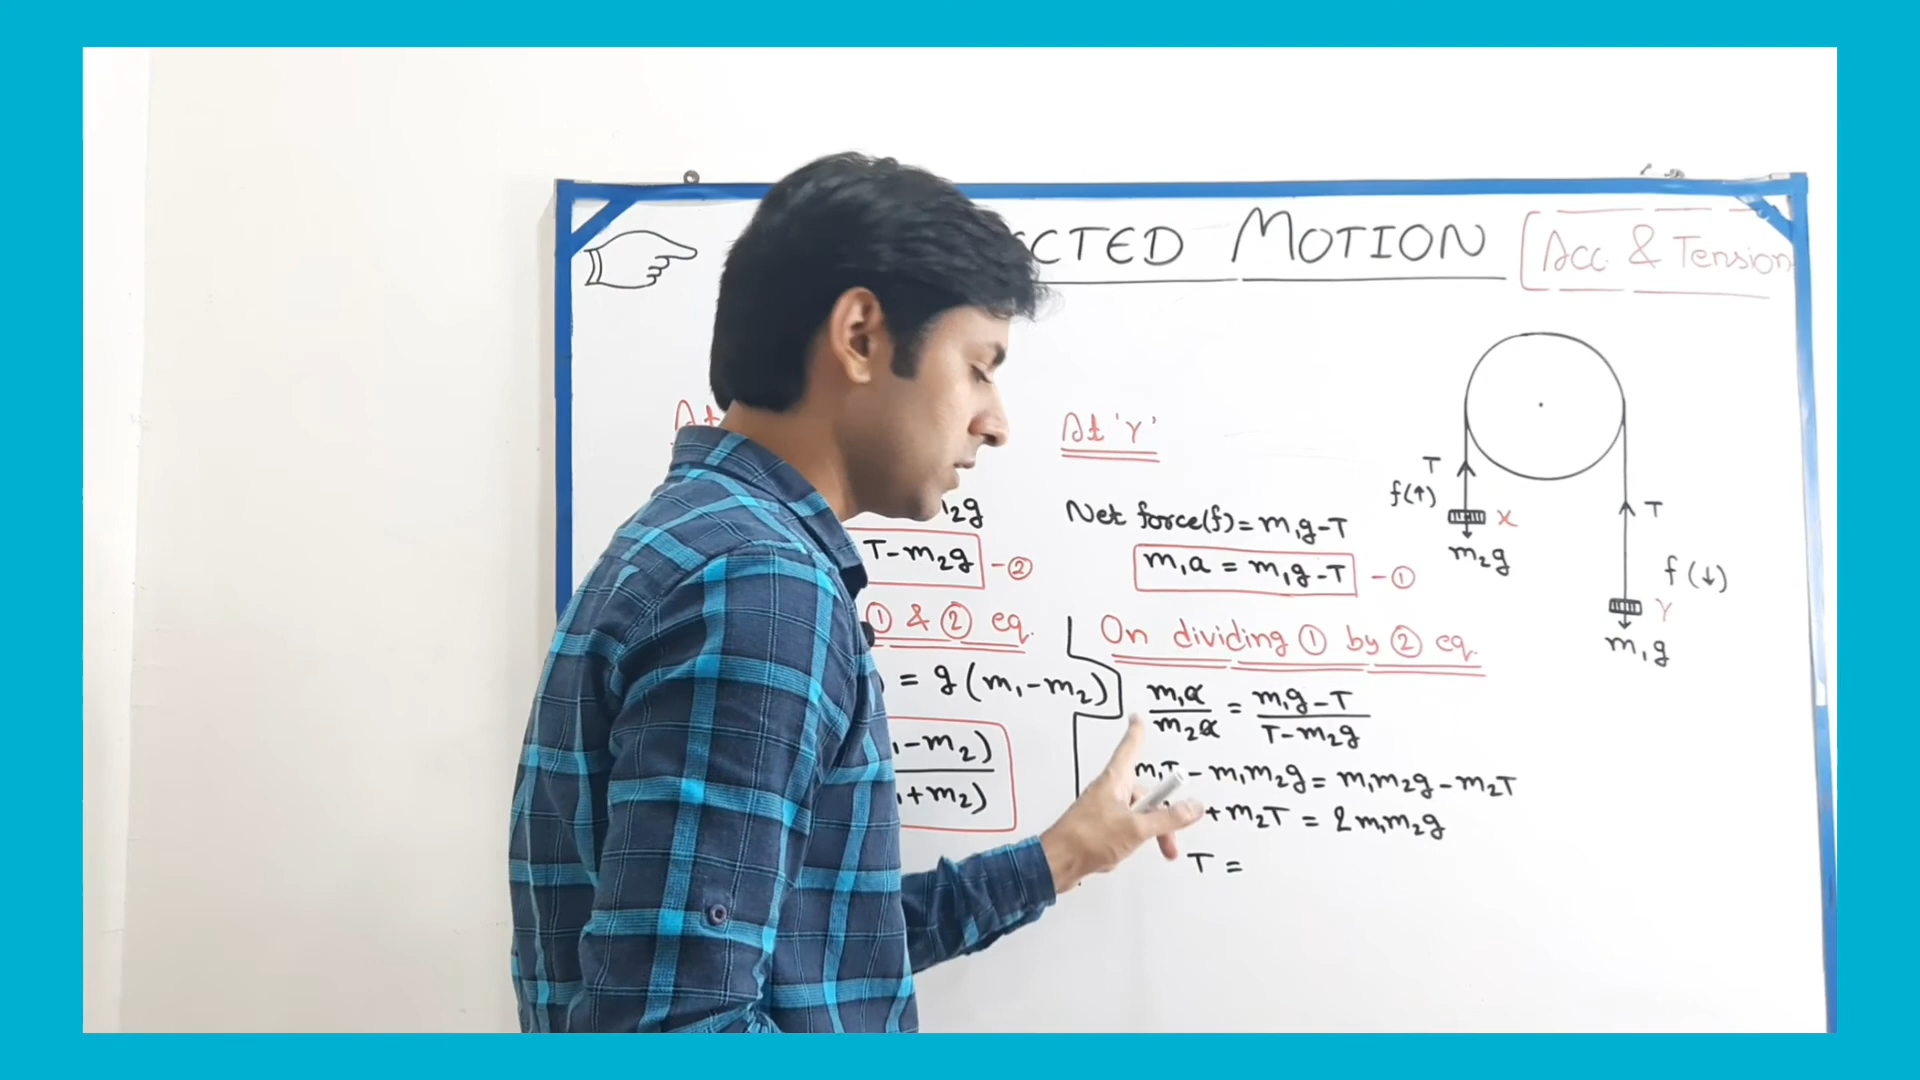 CTED MOTION [Acc. & Tension
At
At 'Y'
2g
T-m₂g -②
① & ② eq.
= g(m₁-m₂)
-m₂)
+m₂)
Net force(f) = m₁g-T
m₁a = m₁g-T -①
On dividing ① by ② eq.
m₁a/m₂a = m₁g-T/T-m₂g
m₁T - m₁m₂g = m₁m₂g - m₂T
+ m₂T = 2m₁m₂g
T =
T
f(↑)
X
m₂g
T
f(↓)
Y
m₁g